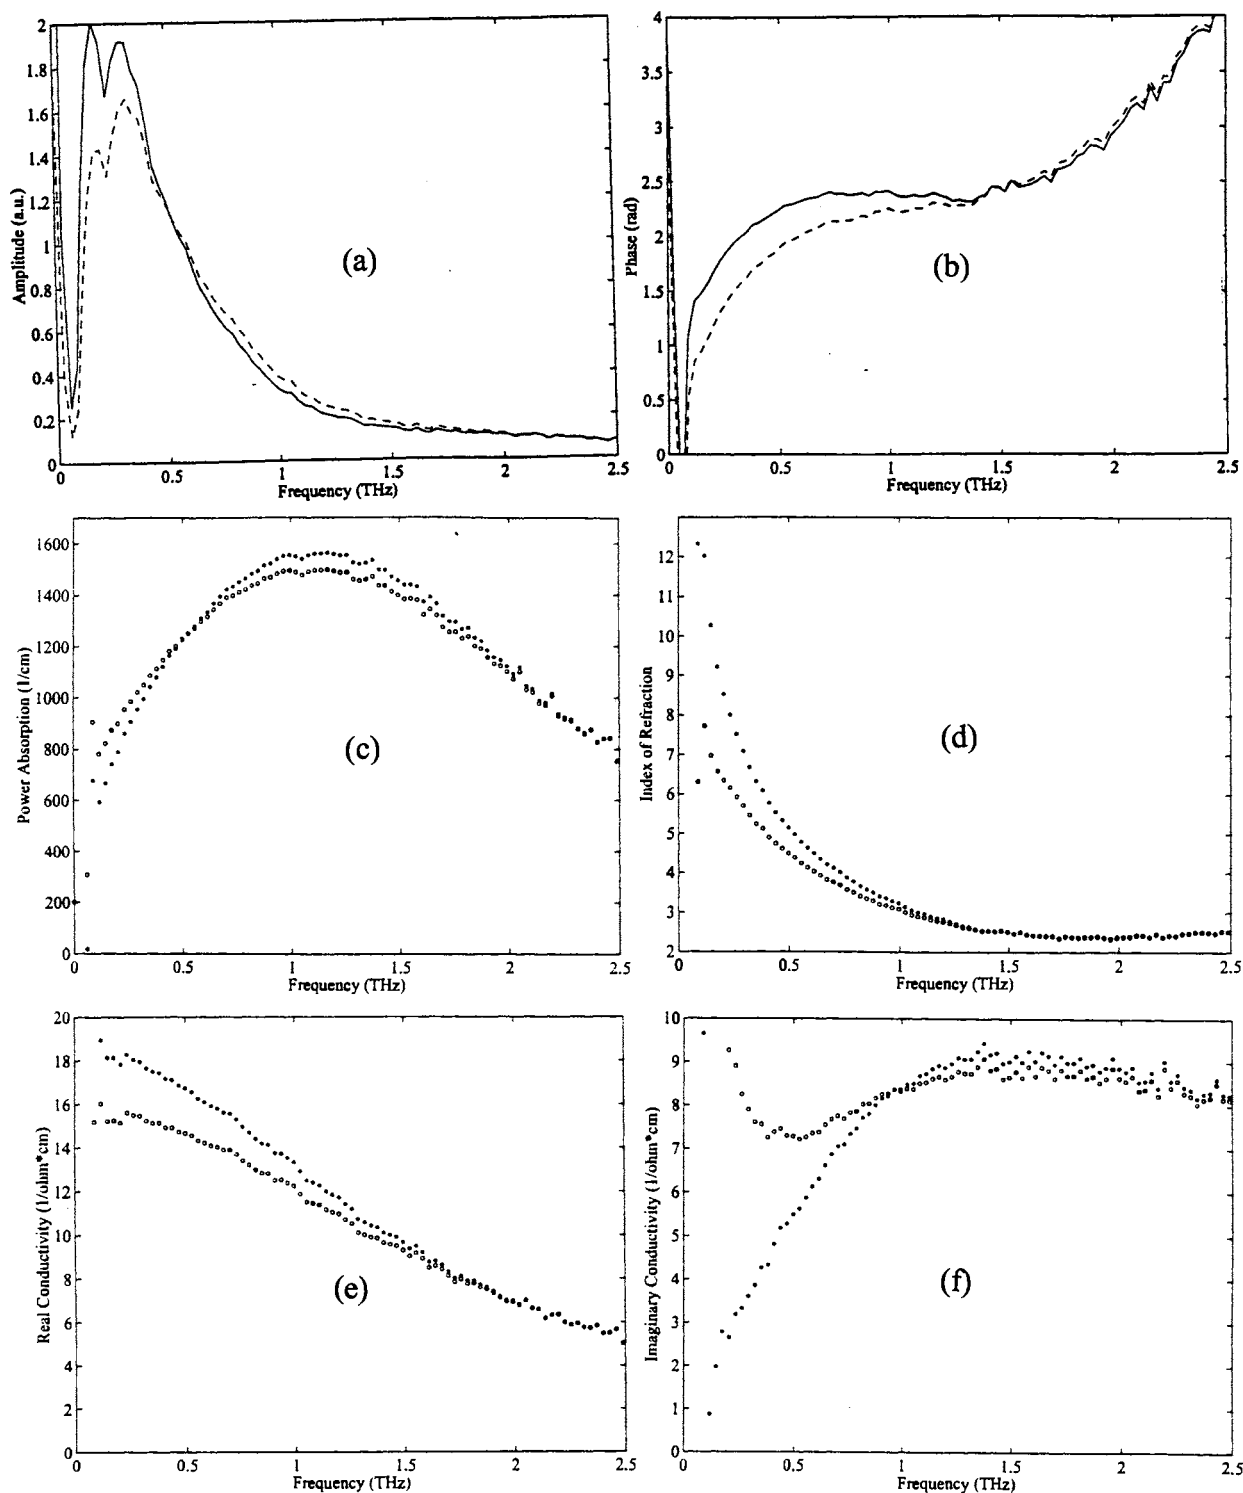 2
1.8
1.6
1.4
1.2
1
0.8
0.6
0.4
0.2
0
Amplitude (a.u.)
(a)
0 0.5 1 1.5 2 2.5
Frequency (THz)
4
3.5
3
2.5
2
1.5
1
0.5
0
Phase (rad)
(b)
0 0.5 1 1.5 2 2.5
Frequency (THz)
1600
1400
1200
1000
800
600
400
200
0
Power Absorption (1/cm)
(c)
0 0.5 1 1.5 2 2.5
Frequency (THz)
12
11
10
9
8
7
6
5
4
3
2
Index of Refraction
(d)
0 0.5 1 1.5 2 2.5
Frequency (THz)
20
18
16
14
12
10
8
6
4
2
0
Real Conductivity (1/ohm*cm)
(e)
0 0.5 1 1.5 2 2.5
Frequency (THz)
10
9
8
7
6
5
4
3
2
1
0
Imaginary Conductivity (1/ohm*cm)
(f)
0 0.5 1 1.5 2 2.5
Frequency (THz)